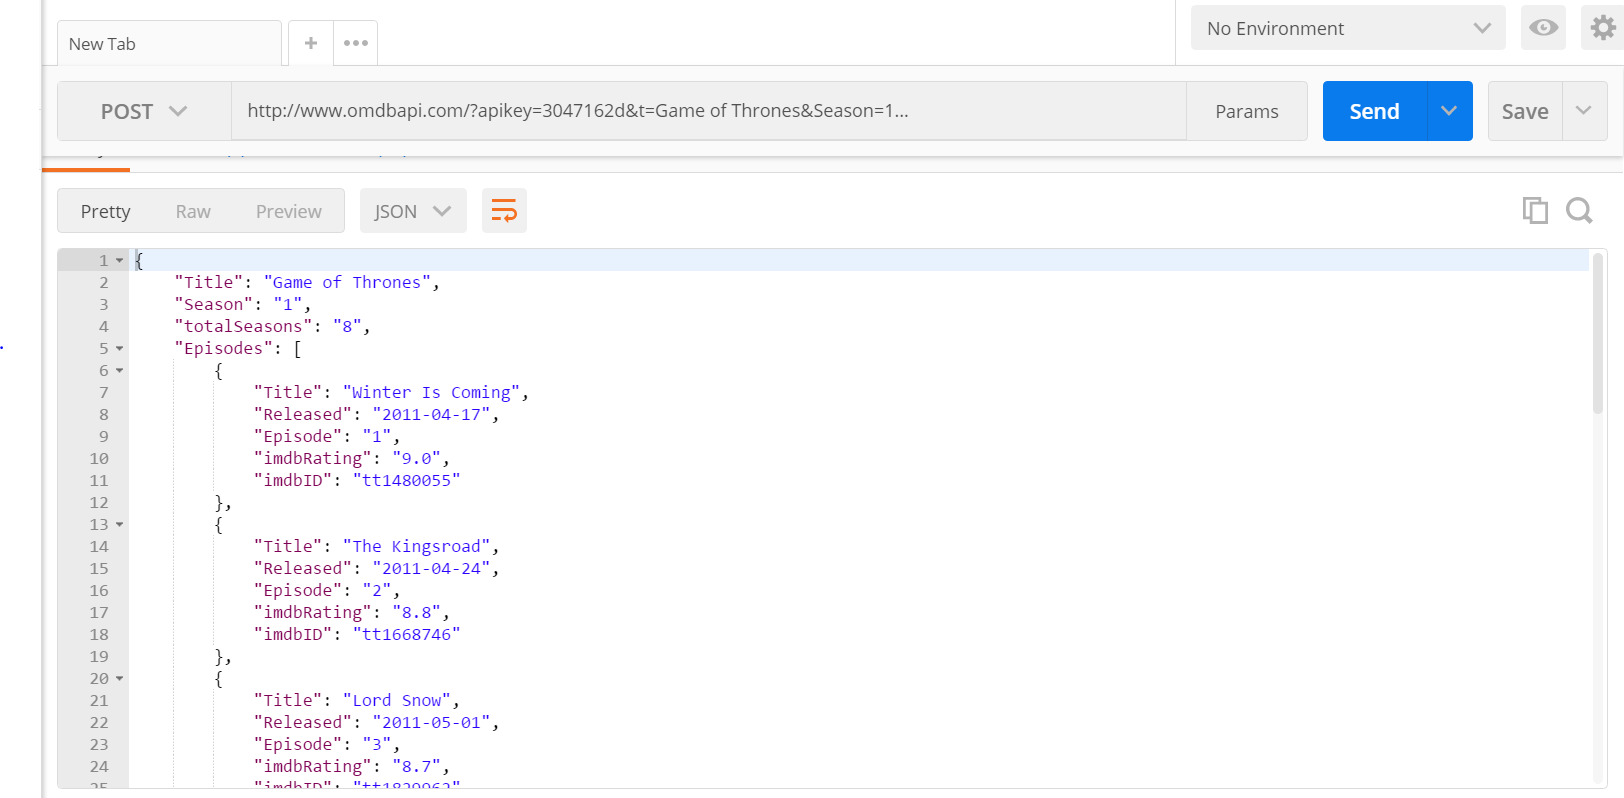 New Tab
No Environment
POST
http://www.omdbapi.com/?apikey=3047162d&t=Game of Thrones&Season=1...
Params
Send
Save
Pretty Raw Preview JSON
1 {
2 "Title": "Game of Thrones",
3 "Season": "1",
4 "totalSeasons": "8",
5 "Episodes": [
6 {
7 "Title": "Winter Is Coming",
8 "Released": "2011-04-17",
9 "Episode": "1",
10 "imdbRating": "9.0",
11 "imdbID": "tt1480055"
12 },
13 {
14 "Title": "The Kingsroad",
15 "Released": "2011-04-24",
16 "Episode": "2",
17 "imdbRating": "8.8",
18 "imdbID": "tt1668746"
19 },
20 {
21 "Title": "Lord Snow",
22 "Released": "2011-05-01",
23 "Episode": "3",
24 "imdbRating": "8.7",
25 "imdbID": "tt1829962"